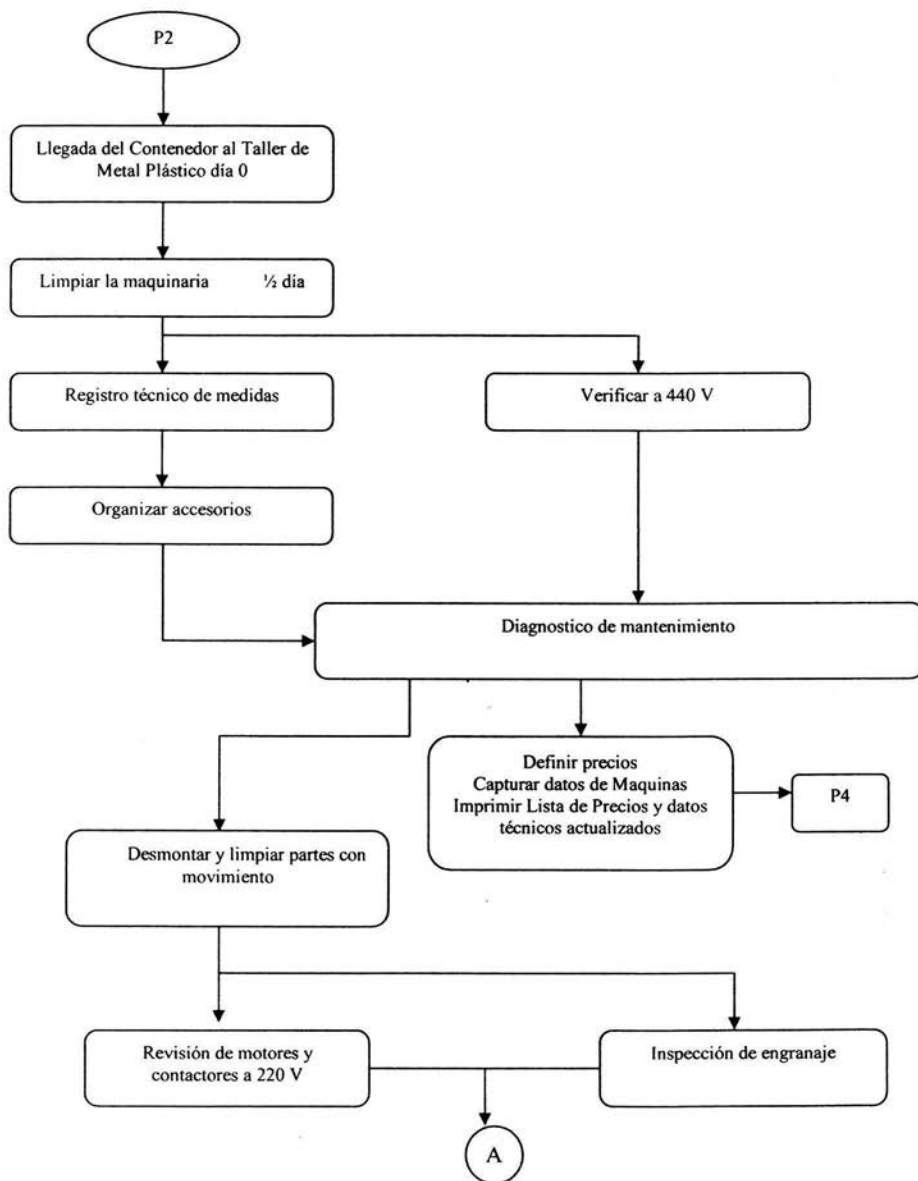 P2
Llegada del Contenedor al Taller de
Metal Plástico día 0
Limpiar la maquinaria ½ día
Registro técnico de medidas
Verificar a 440 V
Organizar accesorios
Diagnostico de mantenimiento
Definir precios
Capturar datos de Maquinas
Imprimir Lista de Precios y datos
técnicos actualizados
P4
Desmontar y limpiar partes con
movimiento
Revisión de motores y
contactores a 220 V
Inspección de engranaje
A